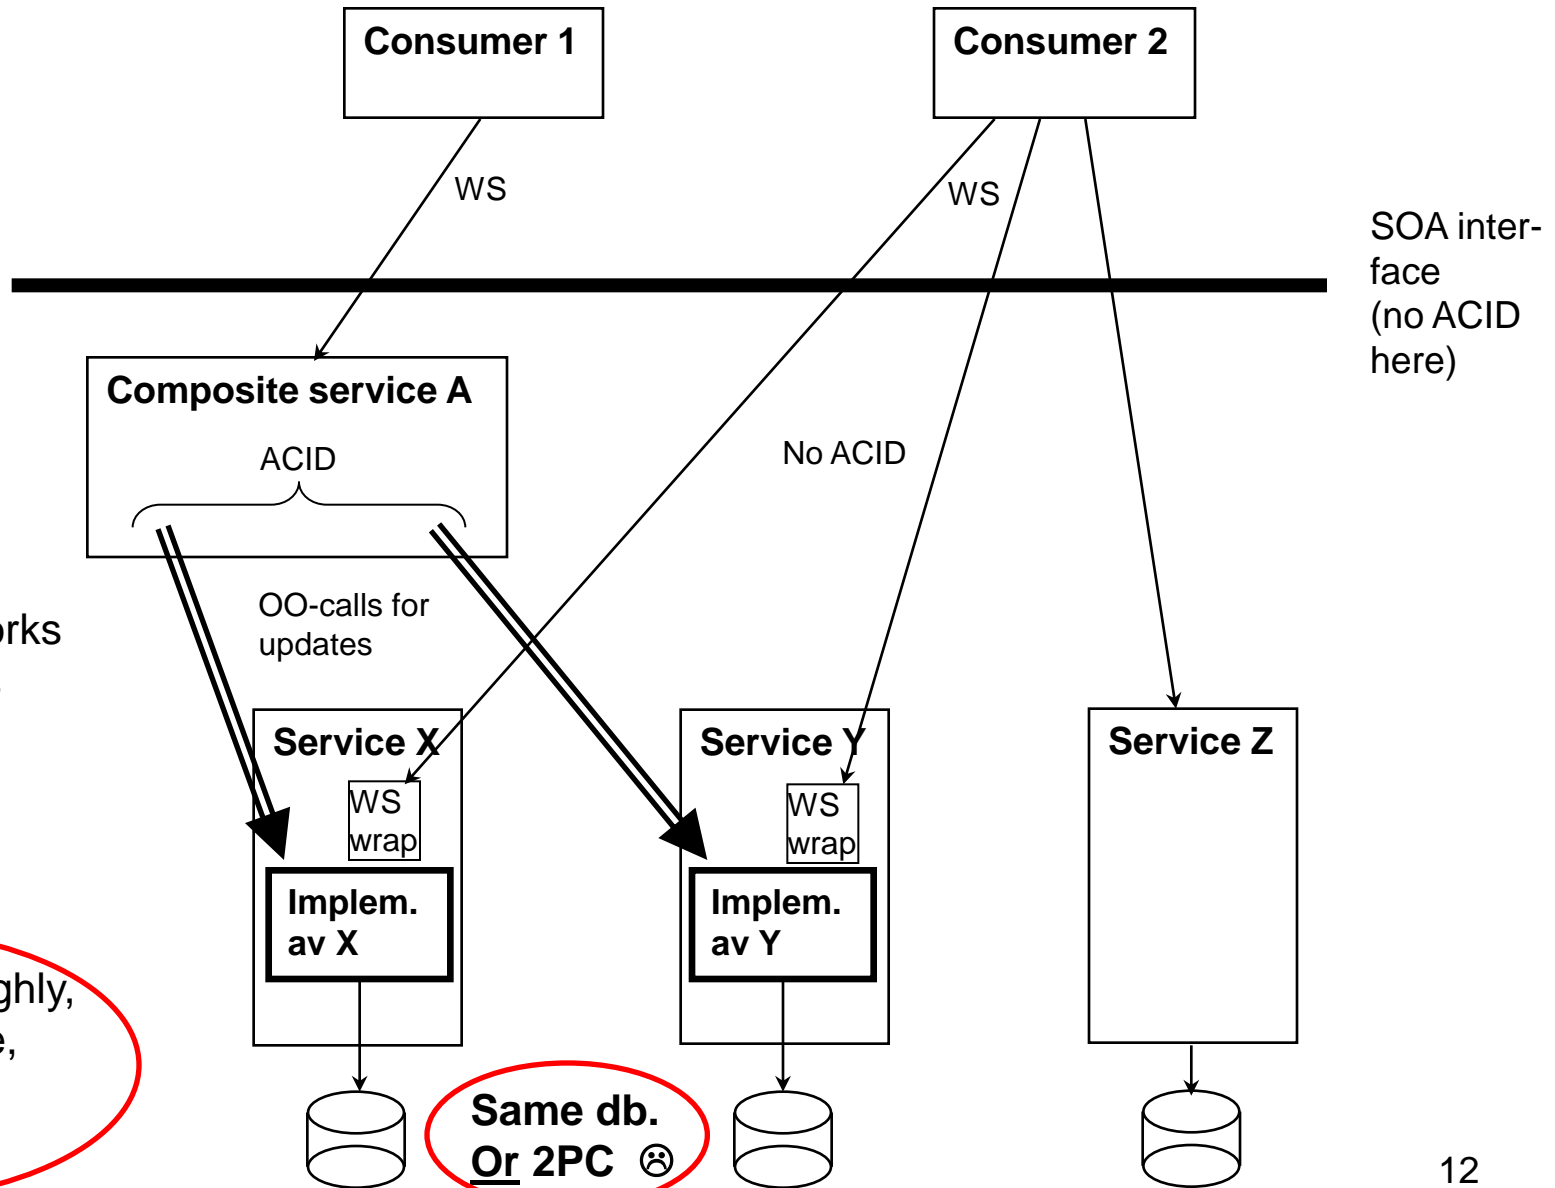 Consumer 1
Consumer 2
WS
WS
SOA inter-
face
(no ACID
here)
Composite service A
ACID
No ACID
OO-calls for
updates
Service X
Service Y
Service Z
WS
wrap
WS
wrap
Implem.
av X
Implem.
av Y
Same db.
Or 2PC ☹
12